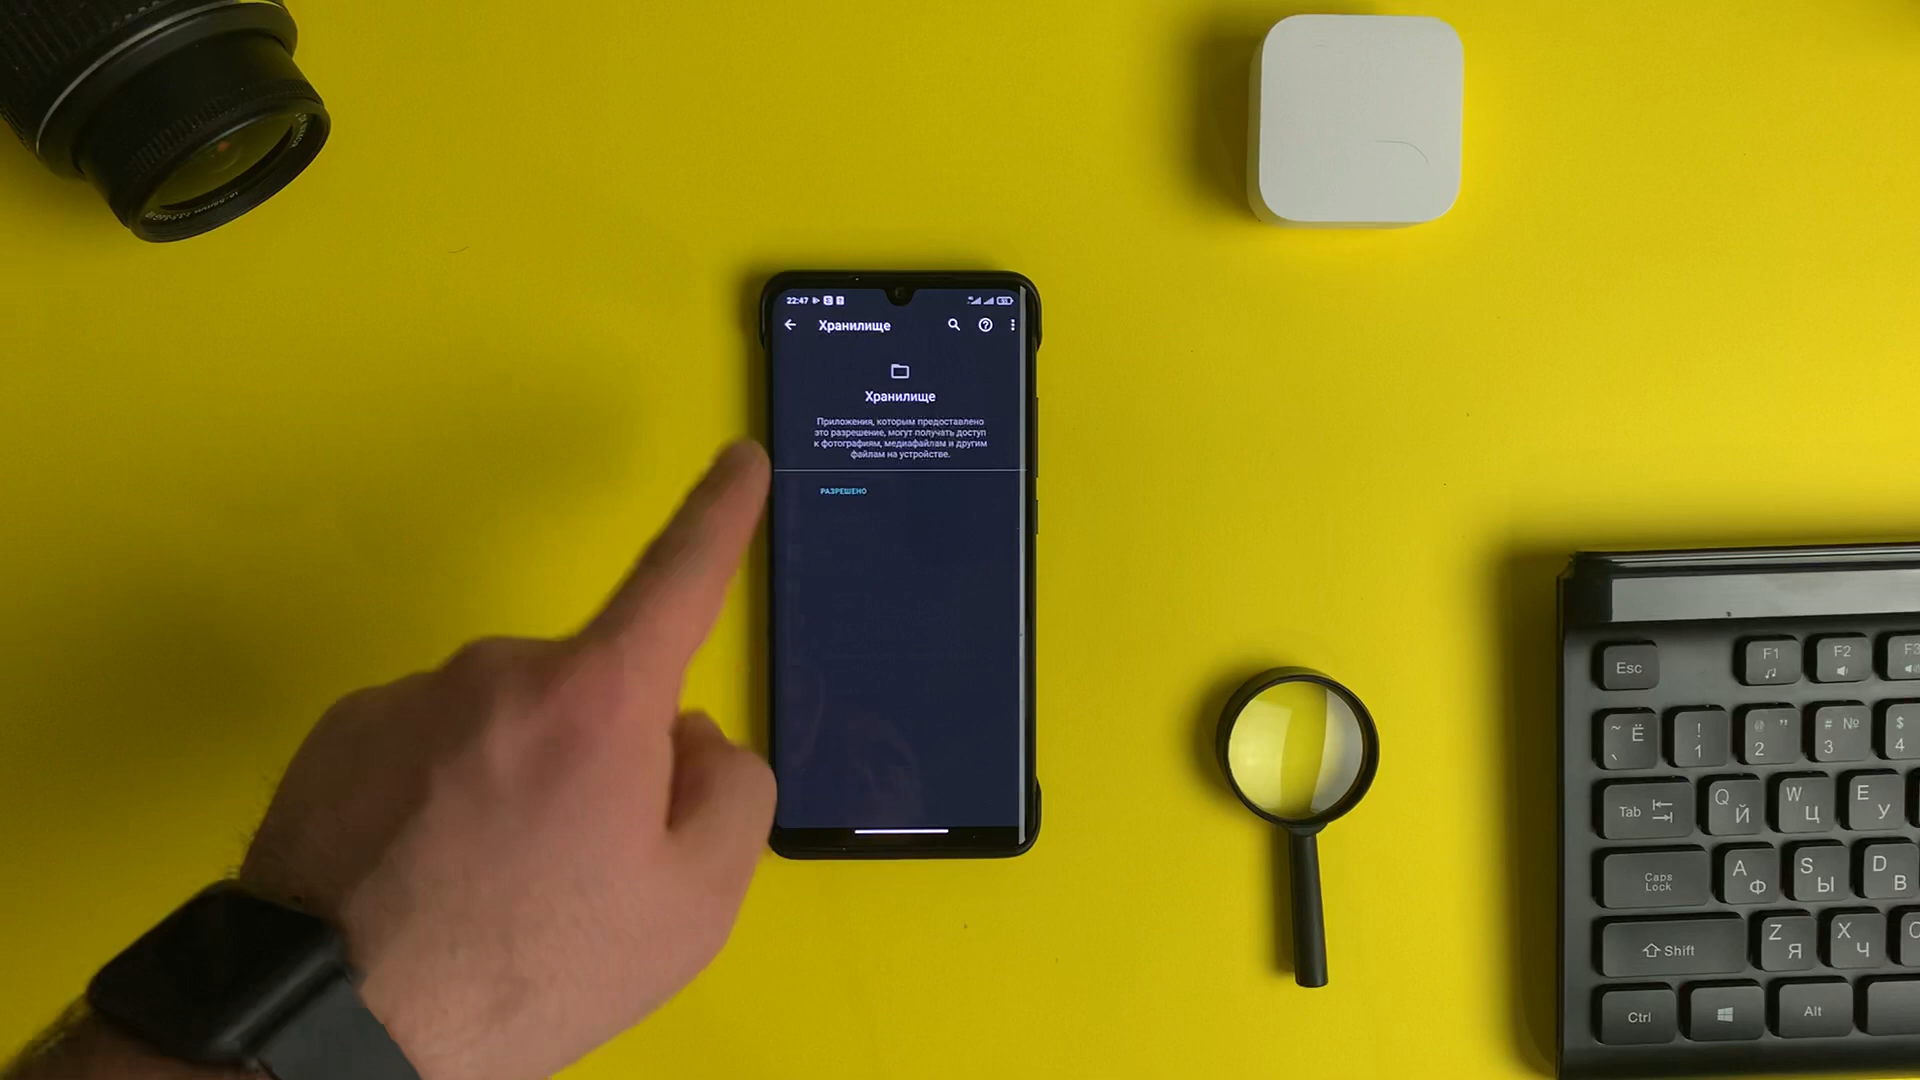 22:47
Хранилище
Хранилище
Приложения, которым предоставлено
это разрешение, могут получать доступ
к фотографиям, медиафайлам и другим
файлам на устройстве.
РАЗРЕШЕНО
Esc F1 F2 F3
~ Ё ! 1 @ " 2 # № 3 $ 4
Tab Q Й W Ц E У
Caps Lock A Ф S Ы D В
Shift Z Я X Ч C
Ctrl Alt